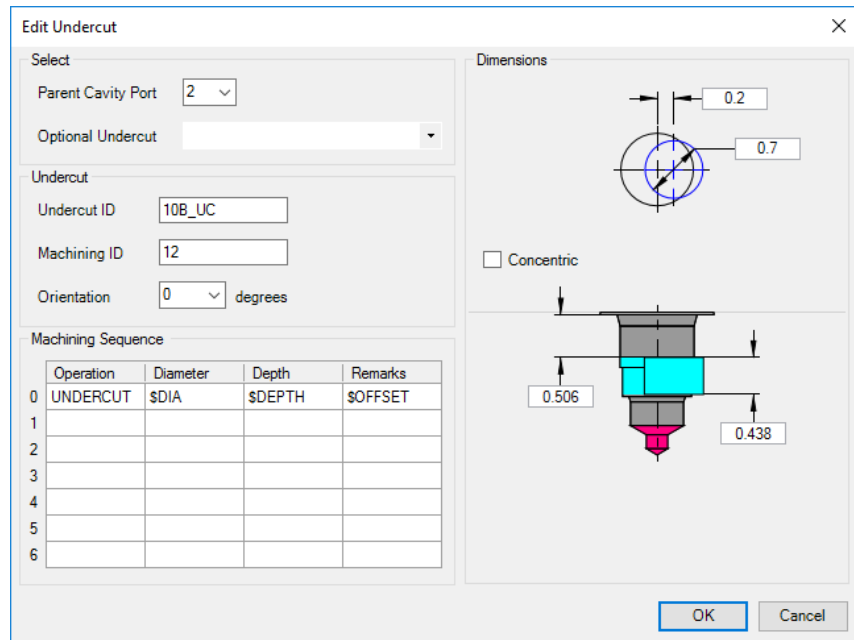 Edit Undercut
Select
Parent Cavity Port 2
Optional Undercut
Undercut
Undercut ID 10B_UC
Machining ID 12
Orientation 0 degrees
Machining Sequence
Operation Diameter Depth Remarks
0 UNDERCUT $DIA $DEPTH $OFFSET
1
2
3
4
5
6
Dimensions
0.2
0.7
Concentric
0.506
0.438
OK Cancel